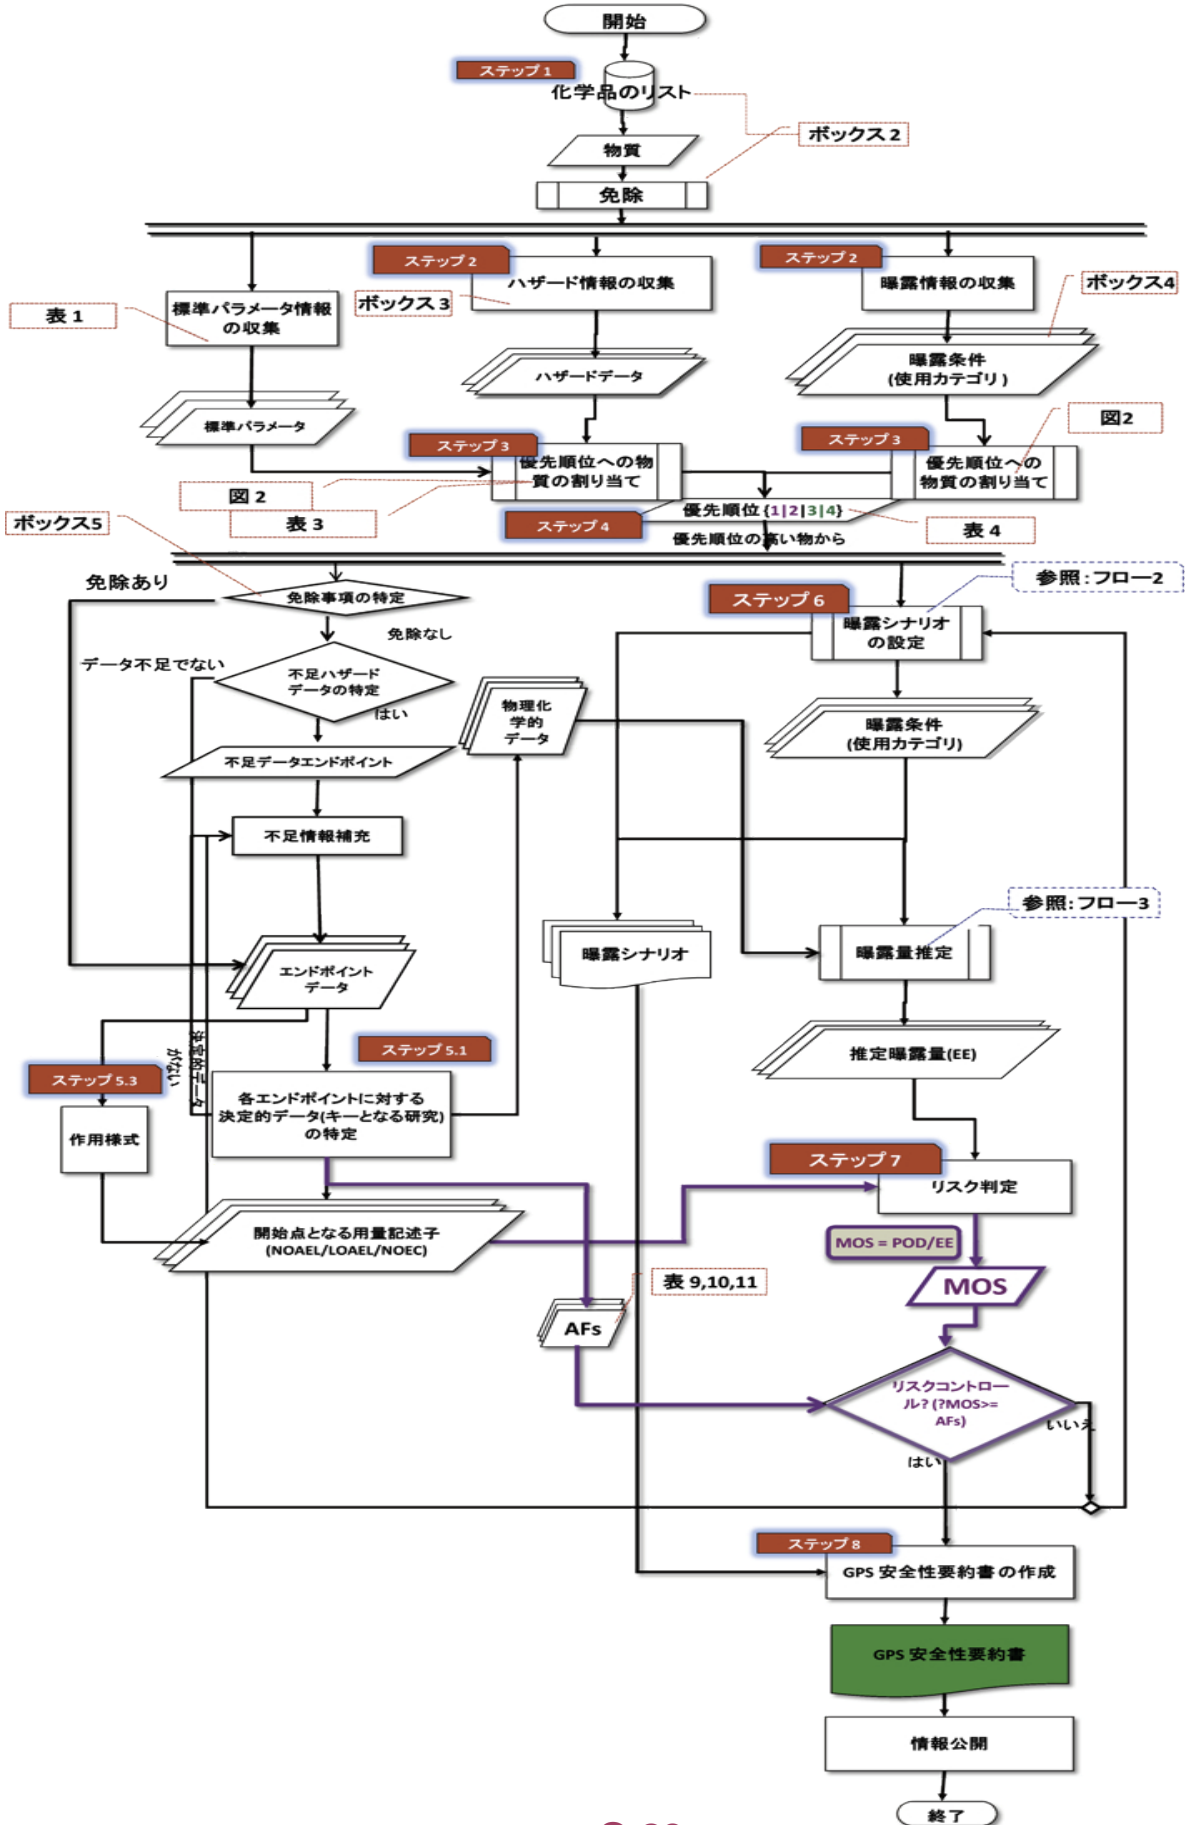 開始
ステップ 1
化学品のリスト
ボックス 2
物質
免除
ステップ 2
ハザード情報の収集
ステップ 2
曝露情報の収集
ボックス 3
ボックス4
表 1
標準パラメータ情報
の収集
ハザードデータ
曝露条件
(使用カテゴリ)
標準パラメータ
図2
ステップ 3
優先順位への物
質の割り当て
ステップ 3
優先順位への
物質の割り当て
図 2
表 3
ボックス5
ステップ 4
優先順位{1|2|3|4}
表 4
優先順位の高い物から
免除あり
免除事項の特定
参照:フロー2
ステップ 6
曝露シナリオ
の設定
免除なし
データ不足でない
不足ハザード
データの特定
はい
物理化
学的
データ
曝露条件
(使用カテゴリ)
不足データエンドポイント
不足情報補充
参照:フロー3
曝露シナリオ
曝露量推定
エンドポイント
データ
決定的データ
がない
推定曝露量(EE)
ステップ 5.1
ステップ 5.3
各エンドポイントに対する
決定的データ(キーとなる研究)
の特定
作用様式
ステップ 7
リスク判定
開始点となる用量記述子
(NOAEL/LOAEL/NOEC)
MOS = POD/EE
MOS
表 9,10,11
AFs
リスクコントロー
ル? (?MOS>=
AFs)
いいえ
はい
ステップ 8
GPS 安全性要約書の作成
GPS 安全性要約書
情報公開
終了